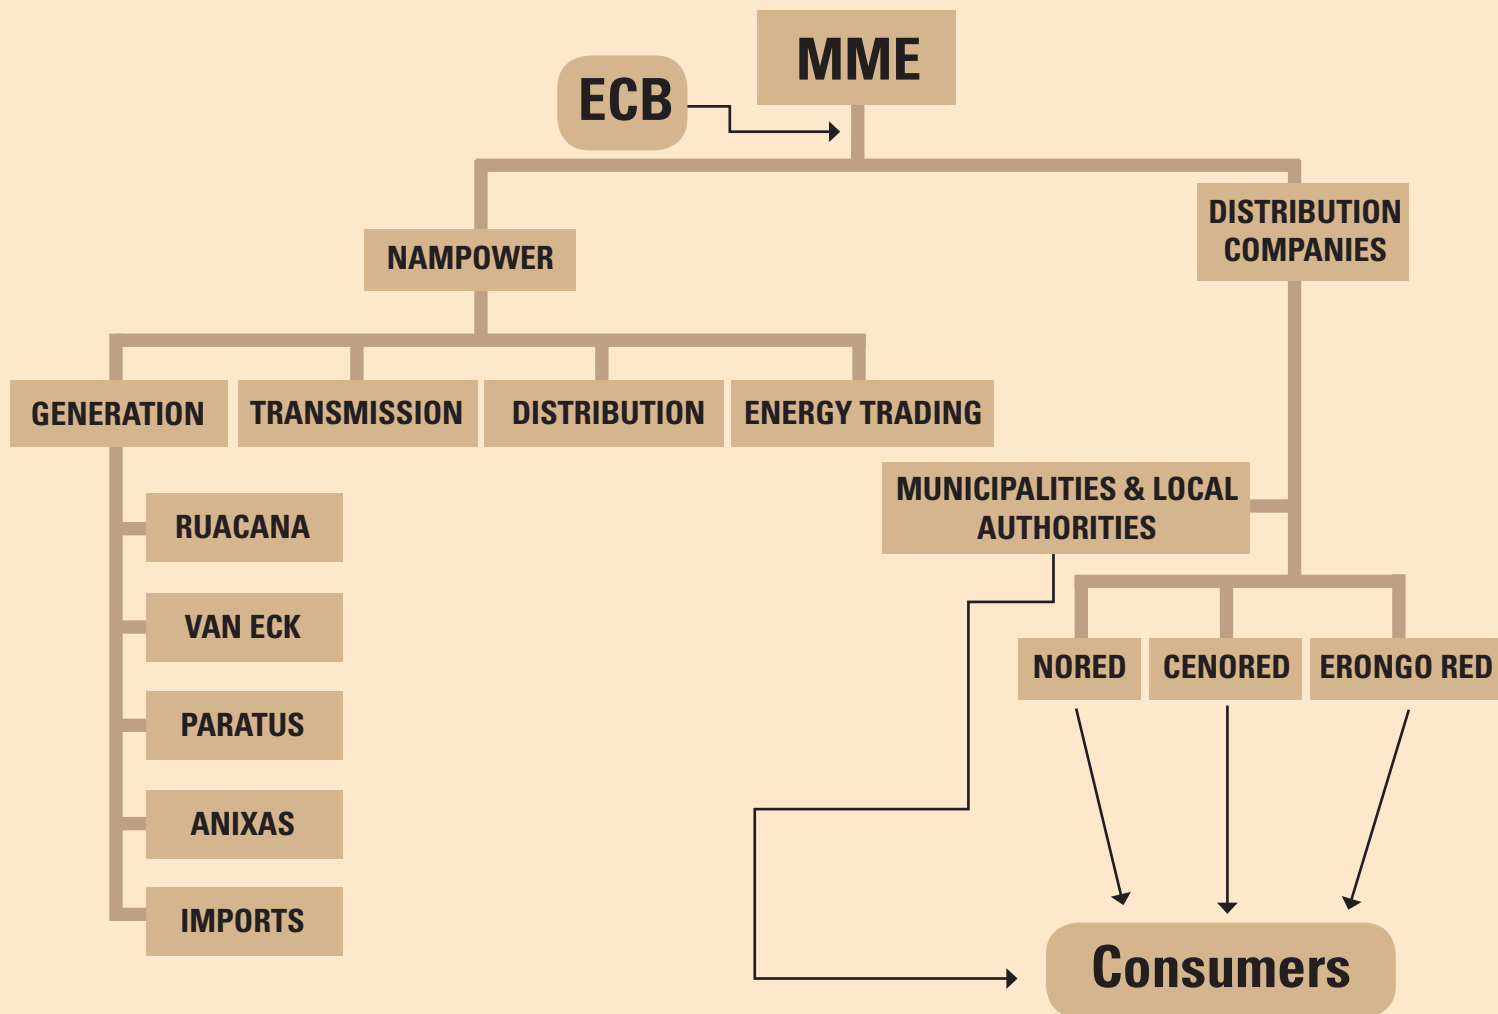 MME
ECB
DISTRIBUTION
COMPANIES
NAMPOWER
GENERATION
TRANSMISSION
DISTRIBUTION
ENERGY TRADING
MUNICIPALITIES & LOCAL
AUTHORITIES
RUACANA
VAN ECK
PARATUS
ANIXAS
IMPORTS
NORED
CENORED
ERONGO RED
Consumers